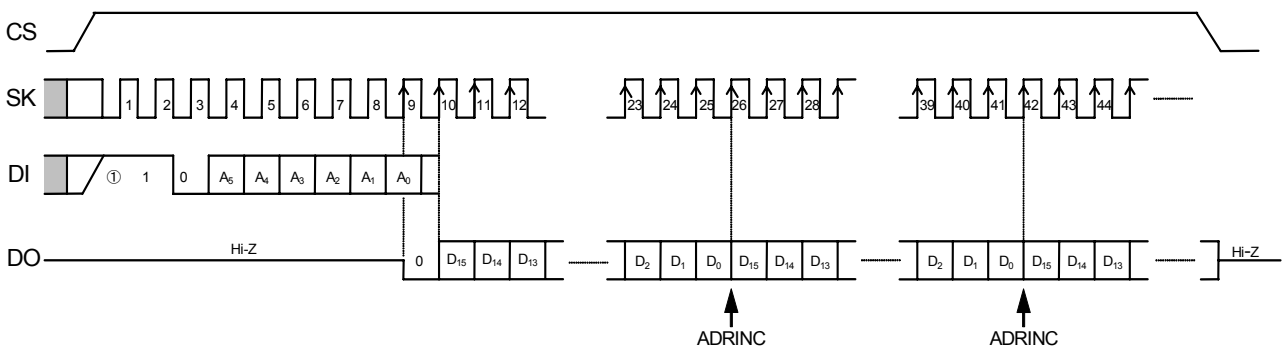 CS
SK 1 2 3 4 5 6 7 8 9 10 11 12 23 24 25 26 27 28 39 40 41 42 43 44
DI ① 1 0 A5 A4 A3 A2 A1 A0
DO Hi-Z 0 D15 D14 D13 D2 D1 D0 D15 D14 D13 D2 D1 D0 D15 D14 D13 Hi-Z
ADRINC ADRINC